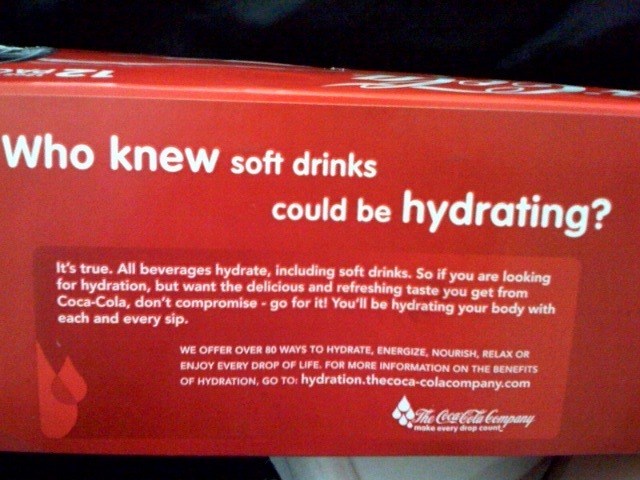 12 PACK
Coca-Cola
Who knew soft drinks
could be hydrating?
It's true. All beverages hydrate, including soft drinks. So if you are looking
for hydration, but want the delicious and refreshing taste you get from
Coca-Cola, don't compromise - go for it! You'll be hydrating your body with
each and every sip.
WE OFFER OVER 80 WAYS TO HYDRATE, ENERGIZE, NOURISH, RELAX OR
ENJOY EVERY DROP OF LIFE. FOR MORE INFORMATION ON THE BENEFITS
OF HYDRATION, GO TO: hydration.thecoca-colacompany.com
The Coca-Cola Company
make every drop count